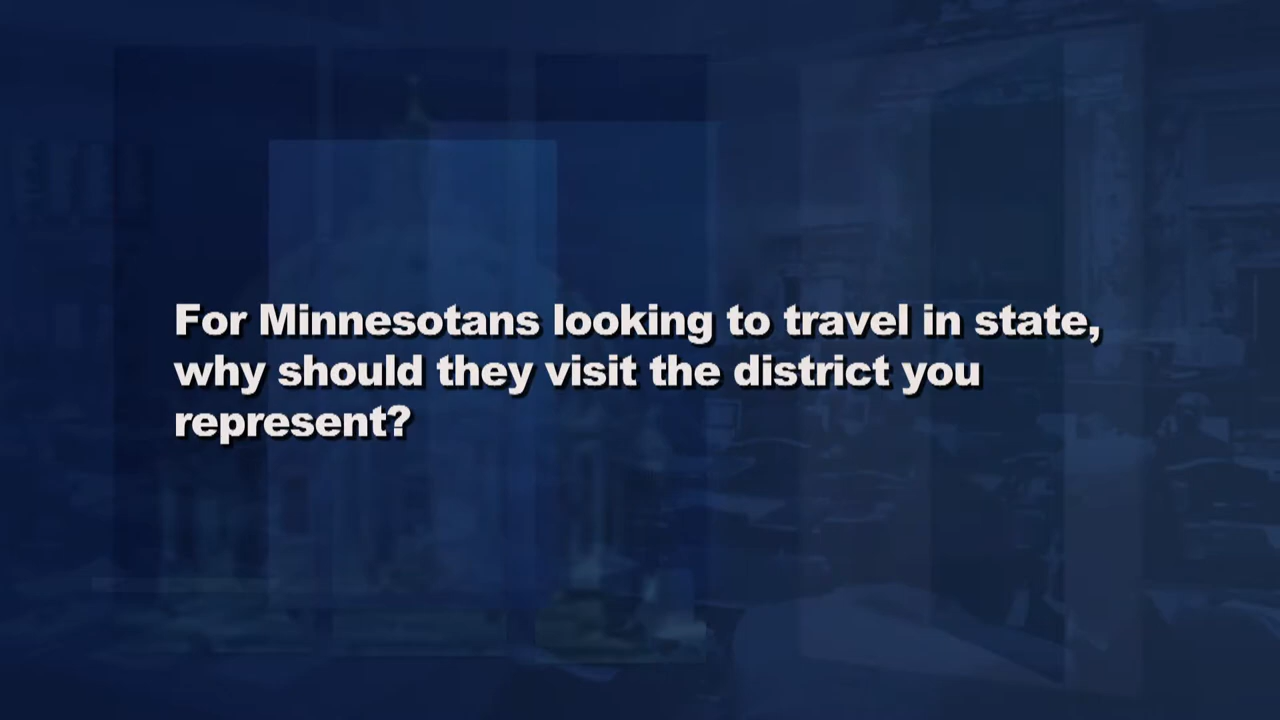 For Minnesotans looking to travel in state,
why should they visit the district you
represent?